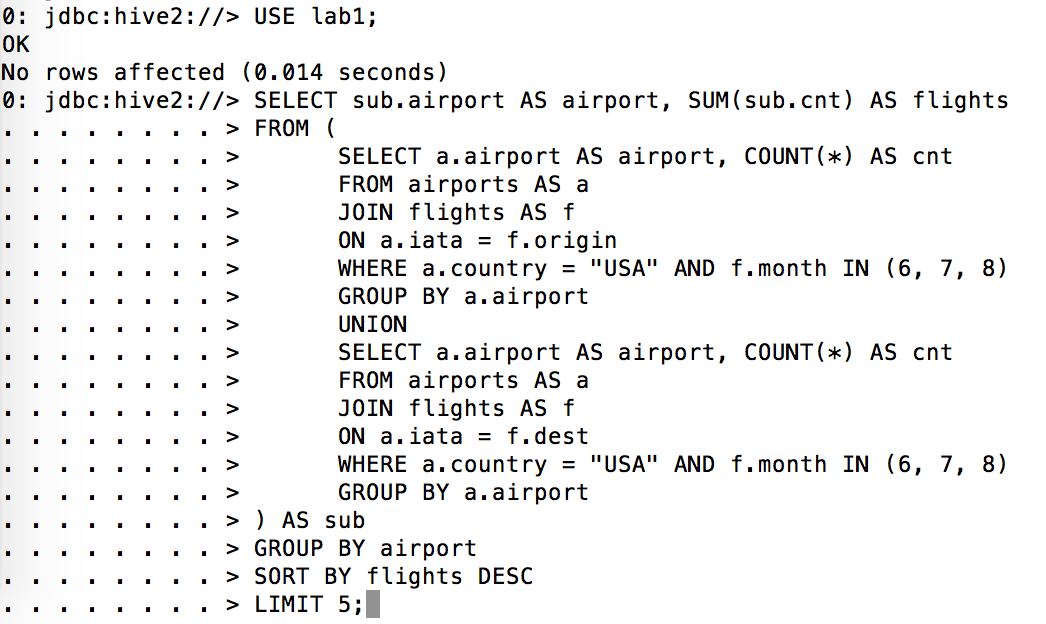 0: jdbc:hive2://> USE lab1;
OK
No rows affected (0.014 seconds)
0: jdbc:hive2://> SELECT sub.airport AS airport, SUM(sub.cnt) AS flights
. . . . . . . . > FROM (
. . . . . . . . >       SELECT a.airport AS airport, COUNT(*) AS cnt
. . . . . . . . >       FROM airports AS a
. . . . . . . . >       JOIN flights AS f
. . . . . . . . >       ON a.iata = f.origin
. . . . . . . . >       WHERE a.country = "USA" AND f.month IN (6, 7, 8)
. . . . . . . . >       GROUP BY a.airport
. . . . . . . . >       UNION
. . . . . . . . >       SELECT a.airport AS airport, COUNT(*) AS cnt
. . . . . . . . >       FROM airports AS a
. . . . . . . . >       JOIN flights AS f
. . . . . . . . >       ON a.iata = f.dest
. . . . . . . . >       WHERE a.country = "USA" AND f.month IN (6, 7, 8)
. . . . . . . . >       GROUP BY a.airport
. . . . . . . . > ) AS sub
. . . . . . . . > GROUP BY airport
. . . . . . . . > SORT BY flights DESC
. . . . . . . . > LIMIT 5;